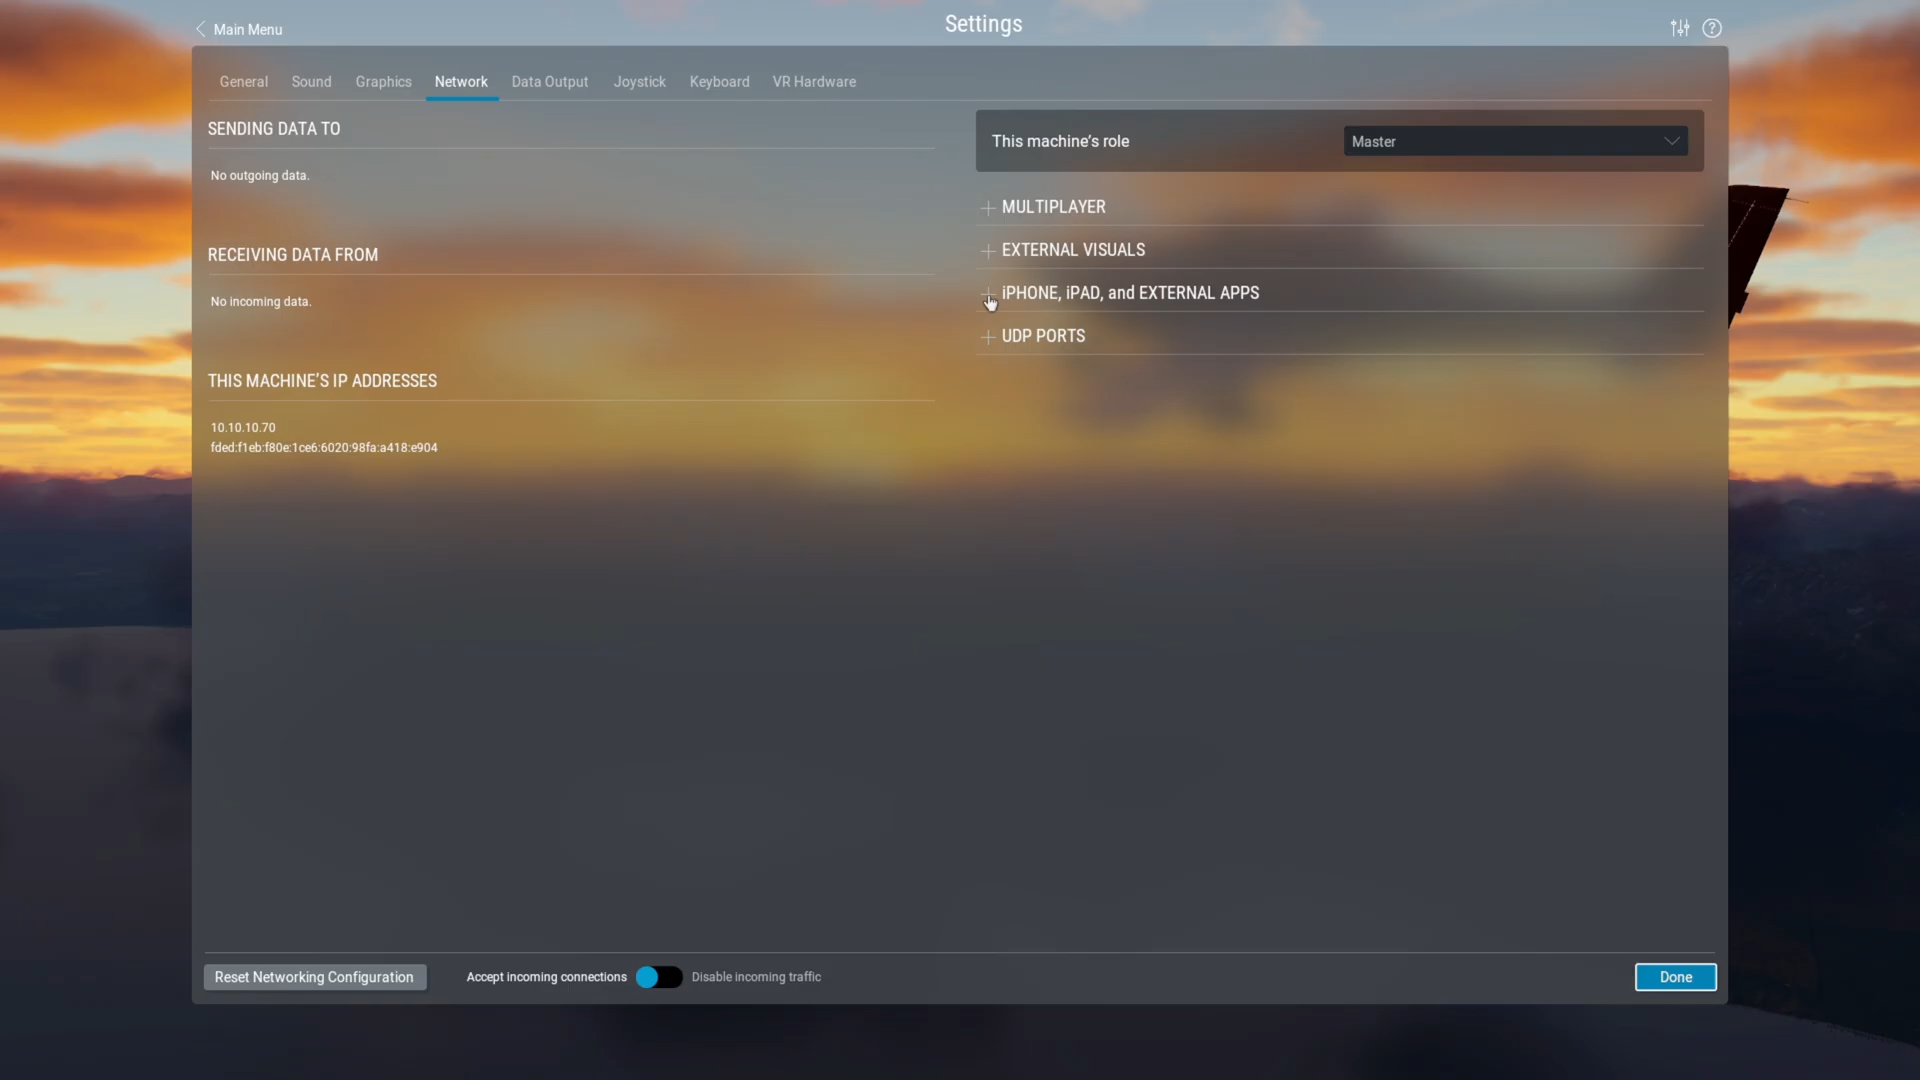 Main Menu
Settings
General Sound Graphics Network Data Output Joystick Keyboard VR Hardware
SENDING DATA TO
No outgoing data.
RECEIVING DATA FROM
No incoming data.
THIS MACHINE'S IP ADDRESSES
10.10.10.70
fded:f1eb:f80e:1ce6:6020:98fa:a418:e904
This machine's role Master
MULTIPLAYER
EXTERNAL VISUALS
iPHONE, iPAD, and EXTERNAL APPS
UDP PORTS
Reset Networking Configuration Accept incoming connections Disable incoming traffic Done